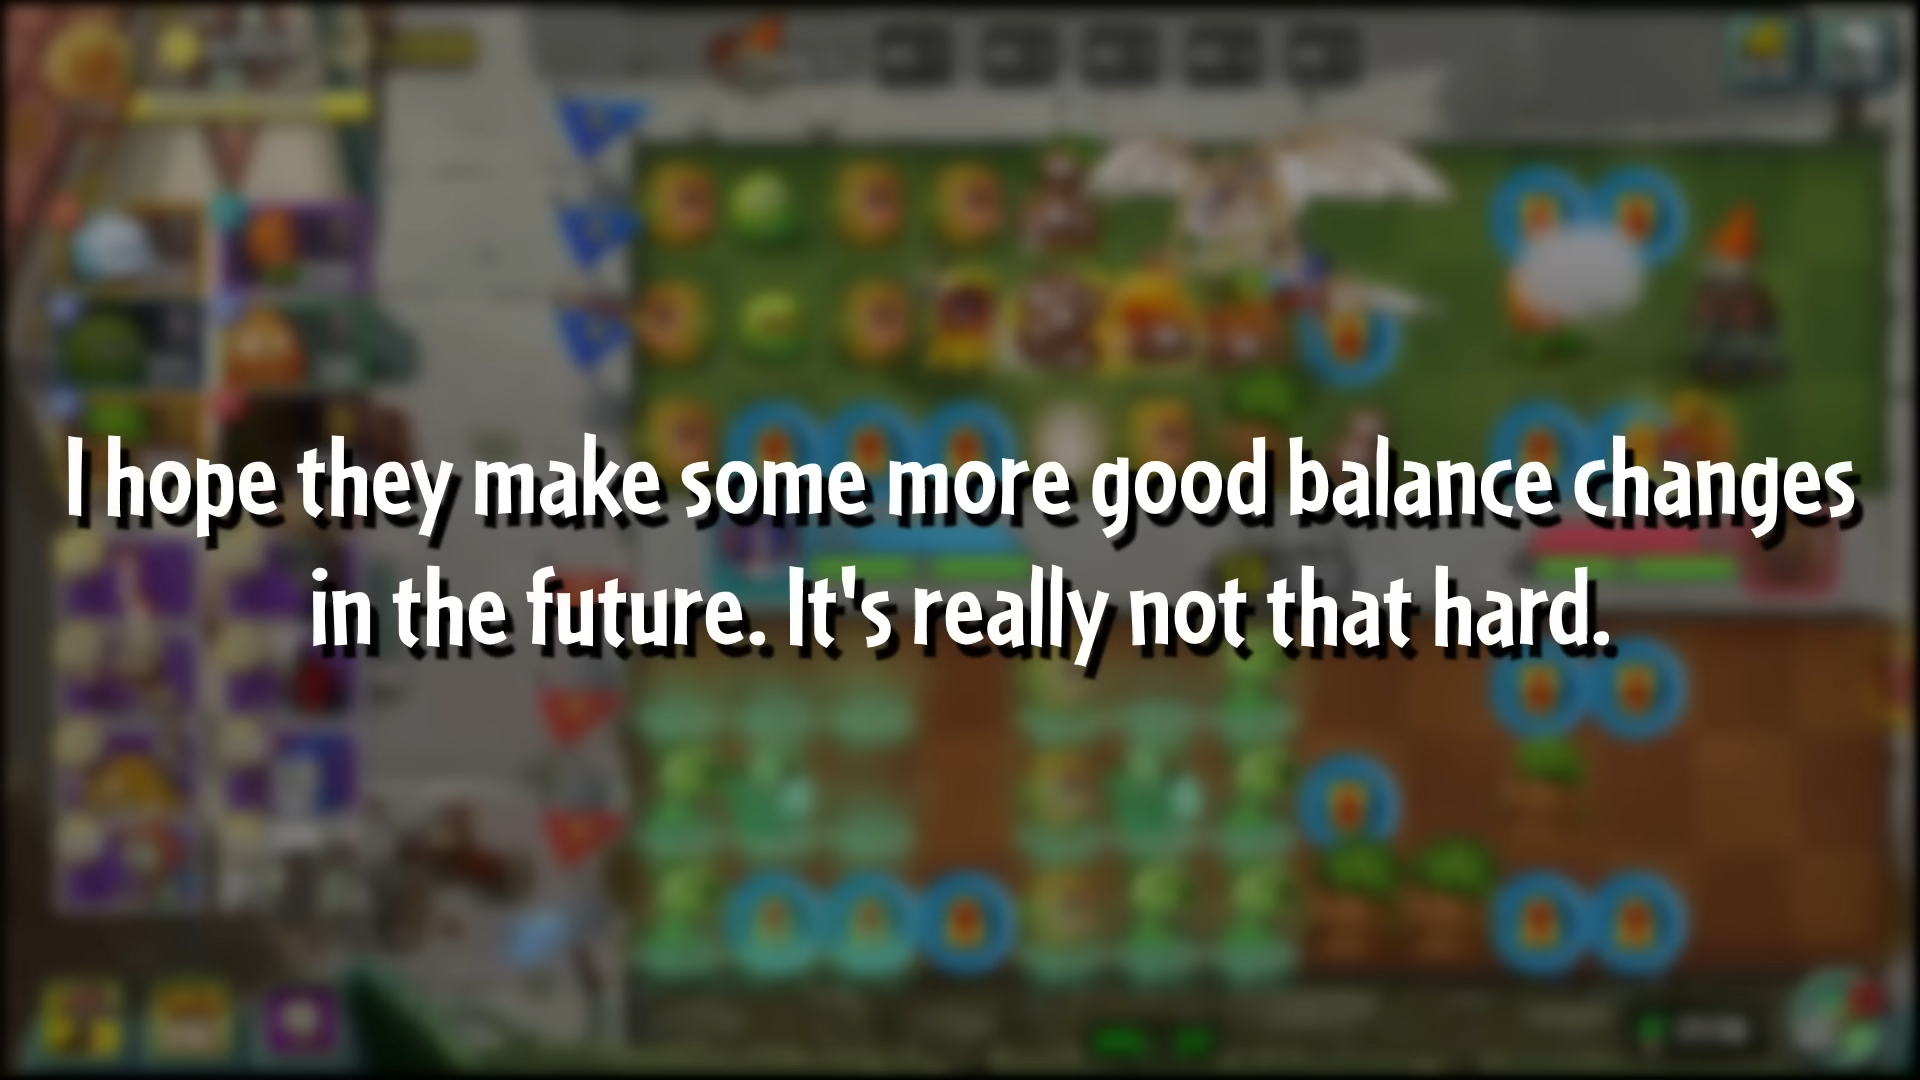 I hope they make some more good balance changes
in the future. It's really not that hard.